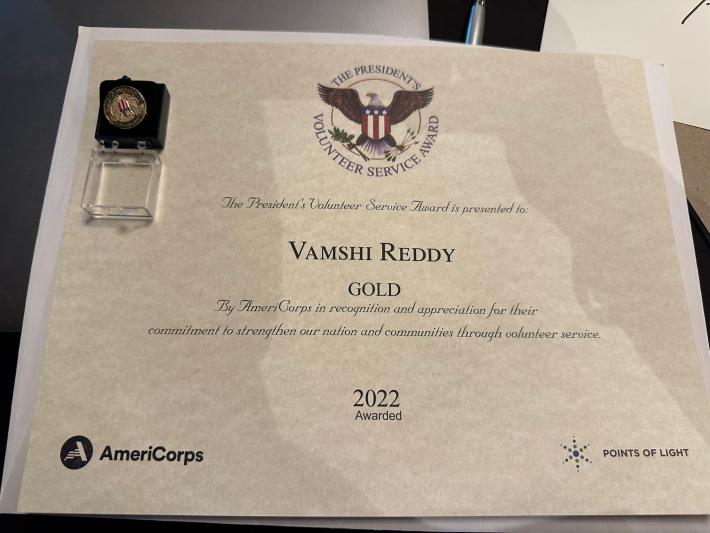 THE PRESIDENT'S
VOLUNTEER SERVICE AWARD
The President's Volunteer Service Award is presented to:
VAMSHI REDDY
GOLD
By AmeriCorps in recognition and appreciation for their
commitment to strengthen our nation and communities through volunteer service.
2022
Awarded
AmeriCorps
POINTS OF LIGHT